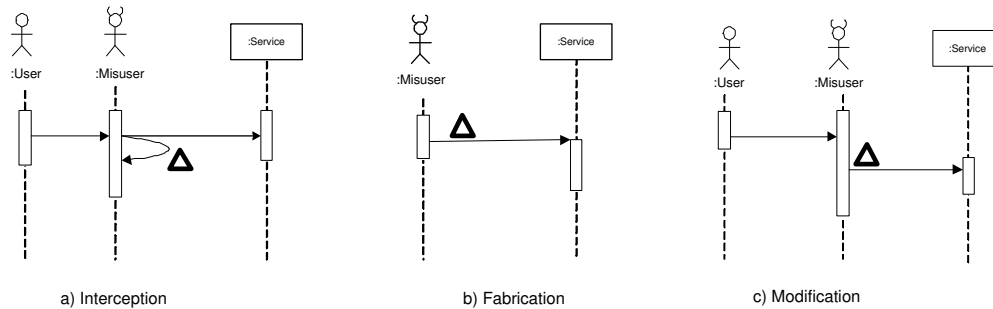 :User
:Misuser
:Service
a) Interception
:Misuser
:Service
b) Fabrication
:User
:Misuser
:Service
c) Modification